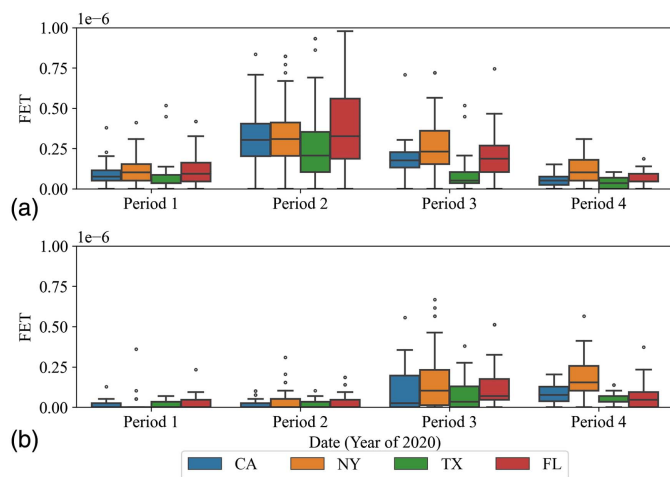 1e−6
1.00
0.75
FET
0.50
0.25
0.00
(a)
Period 1 Period 2 Period 3 Period 4
1e−6
1.00
0.75
FET
0.50
0.25
0.00
Period 1 Period 2 Period 3 Period 4
(b)
Date (Year of 2020)
CA NY TX FL